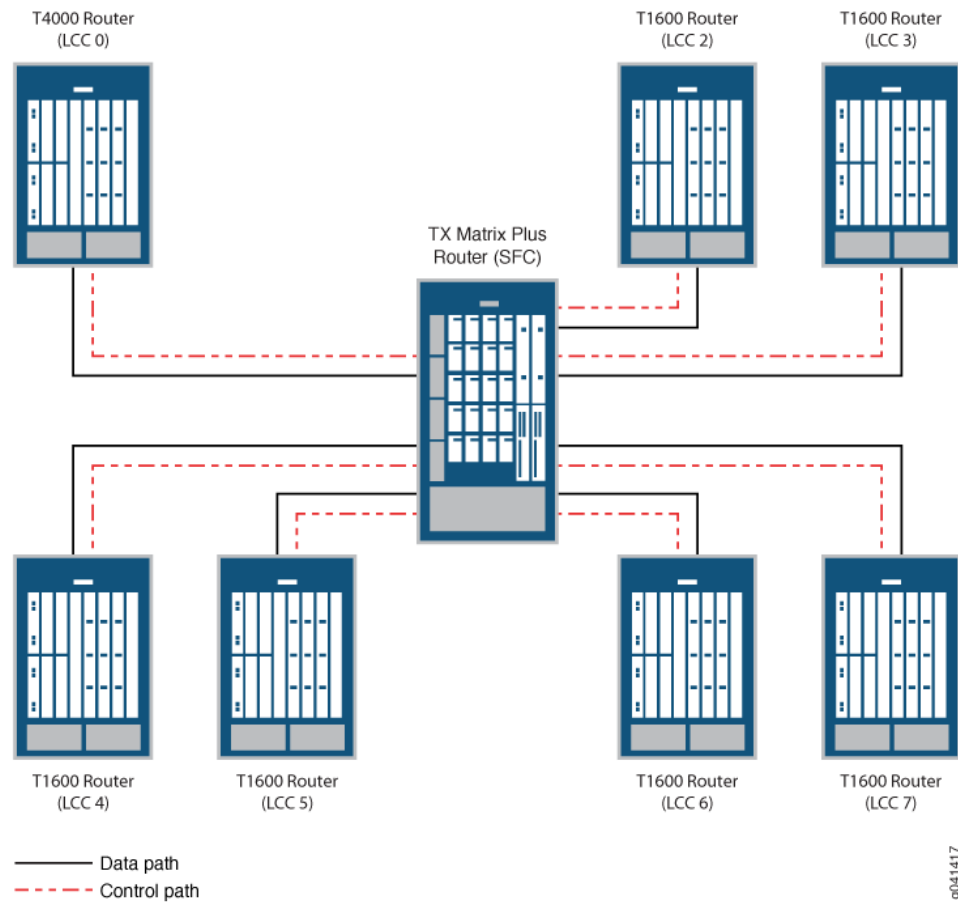 T4000 Router
(LCC 0)
T1600 Router
(LCC 2)
T1600 Router
(LCC 3)
TX Matrix Plus
Router (SFC)
T1600 Router
(LCC 4)
T1600 Router
(LCC 5)
T1600 Router
(LCC 6)
T1600 Router
(LCC 7)
Data path
Control path
g041417